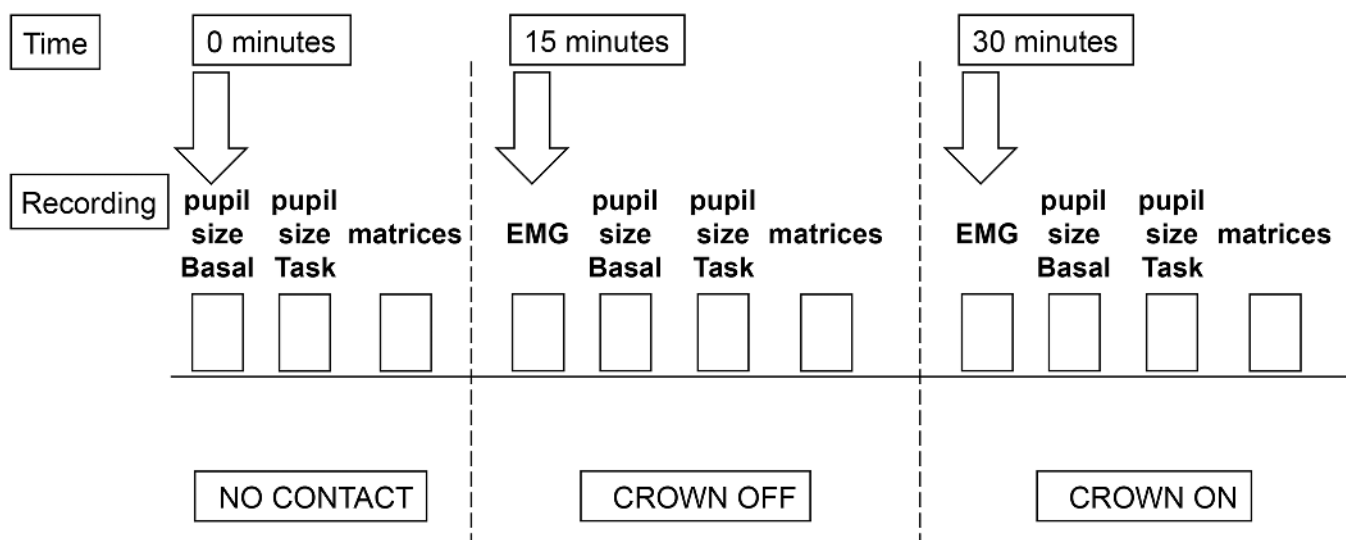 Time
0 minutes
15 minutes
30 minutes
Recording
pupil
size
Basal
pupil
size
Task
matrices
EMG
pupil
size
Basal
pupil
size
Task
matrices
EMG
pupil
size
Basal
pupil
size
Task
matrices
NO CONTACT
CROWN OFF
CROWN ON